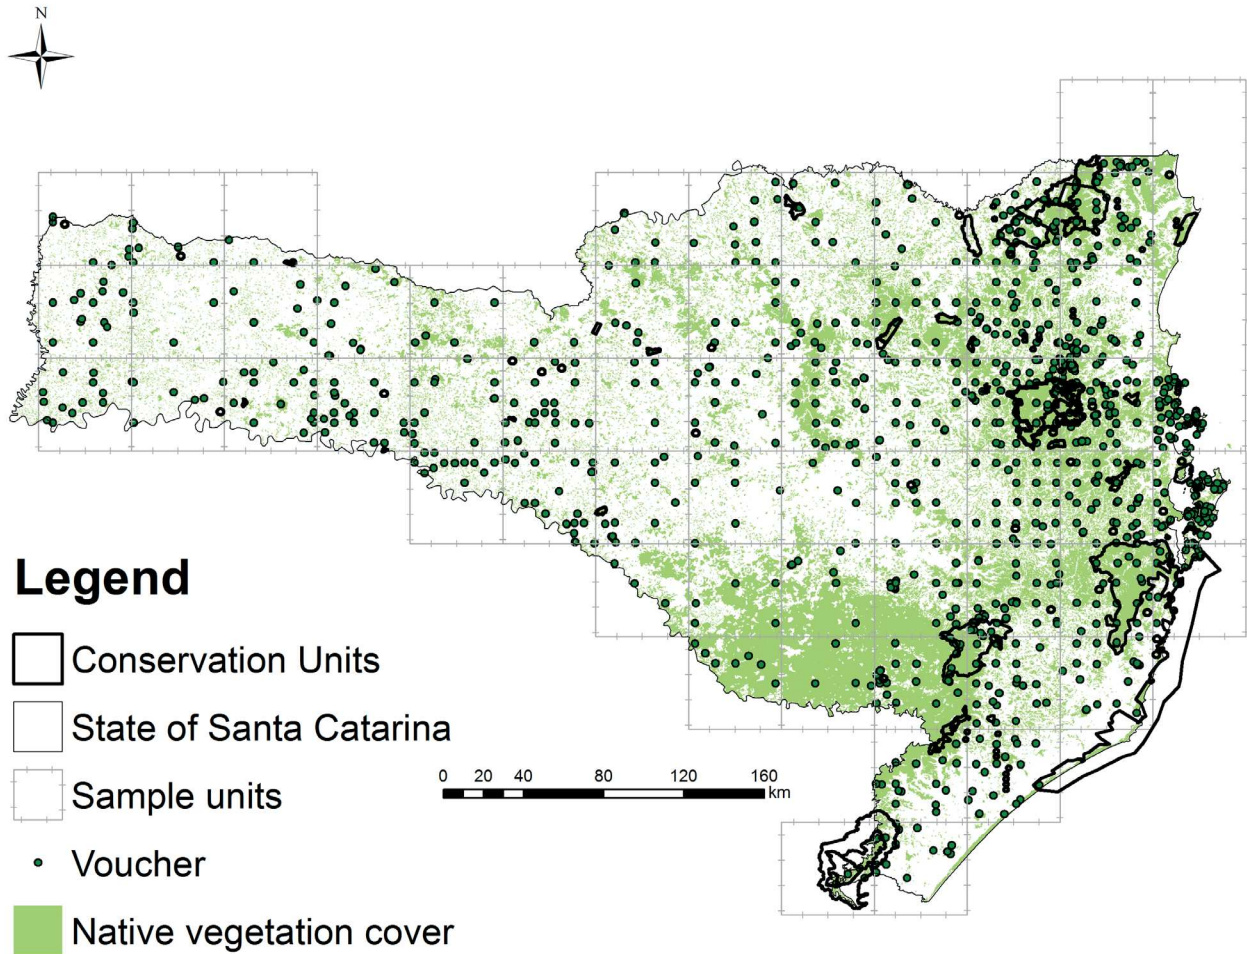 N
Legend
Conservation Units
State of Santa Catarina
Sample units
Voucher
Native vegetation cover
0 20 40 80 120 160
km